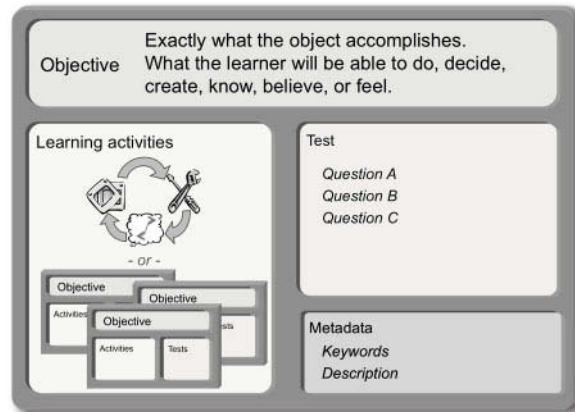 Objective
Exactly what the object accomplishes.
What the learner will be able to do, decide,
create, know, believe, or feel.
Learning activities
- or -
Objective
Activities
Objective
Objective
Activities
Tests
Test
Question A
Question B
Question C
Metadata
Keywords
Description